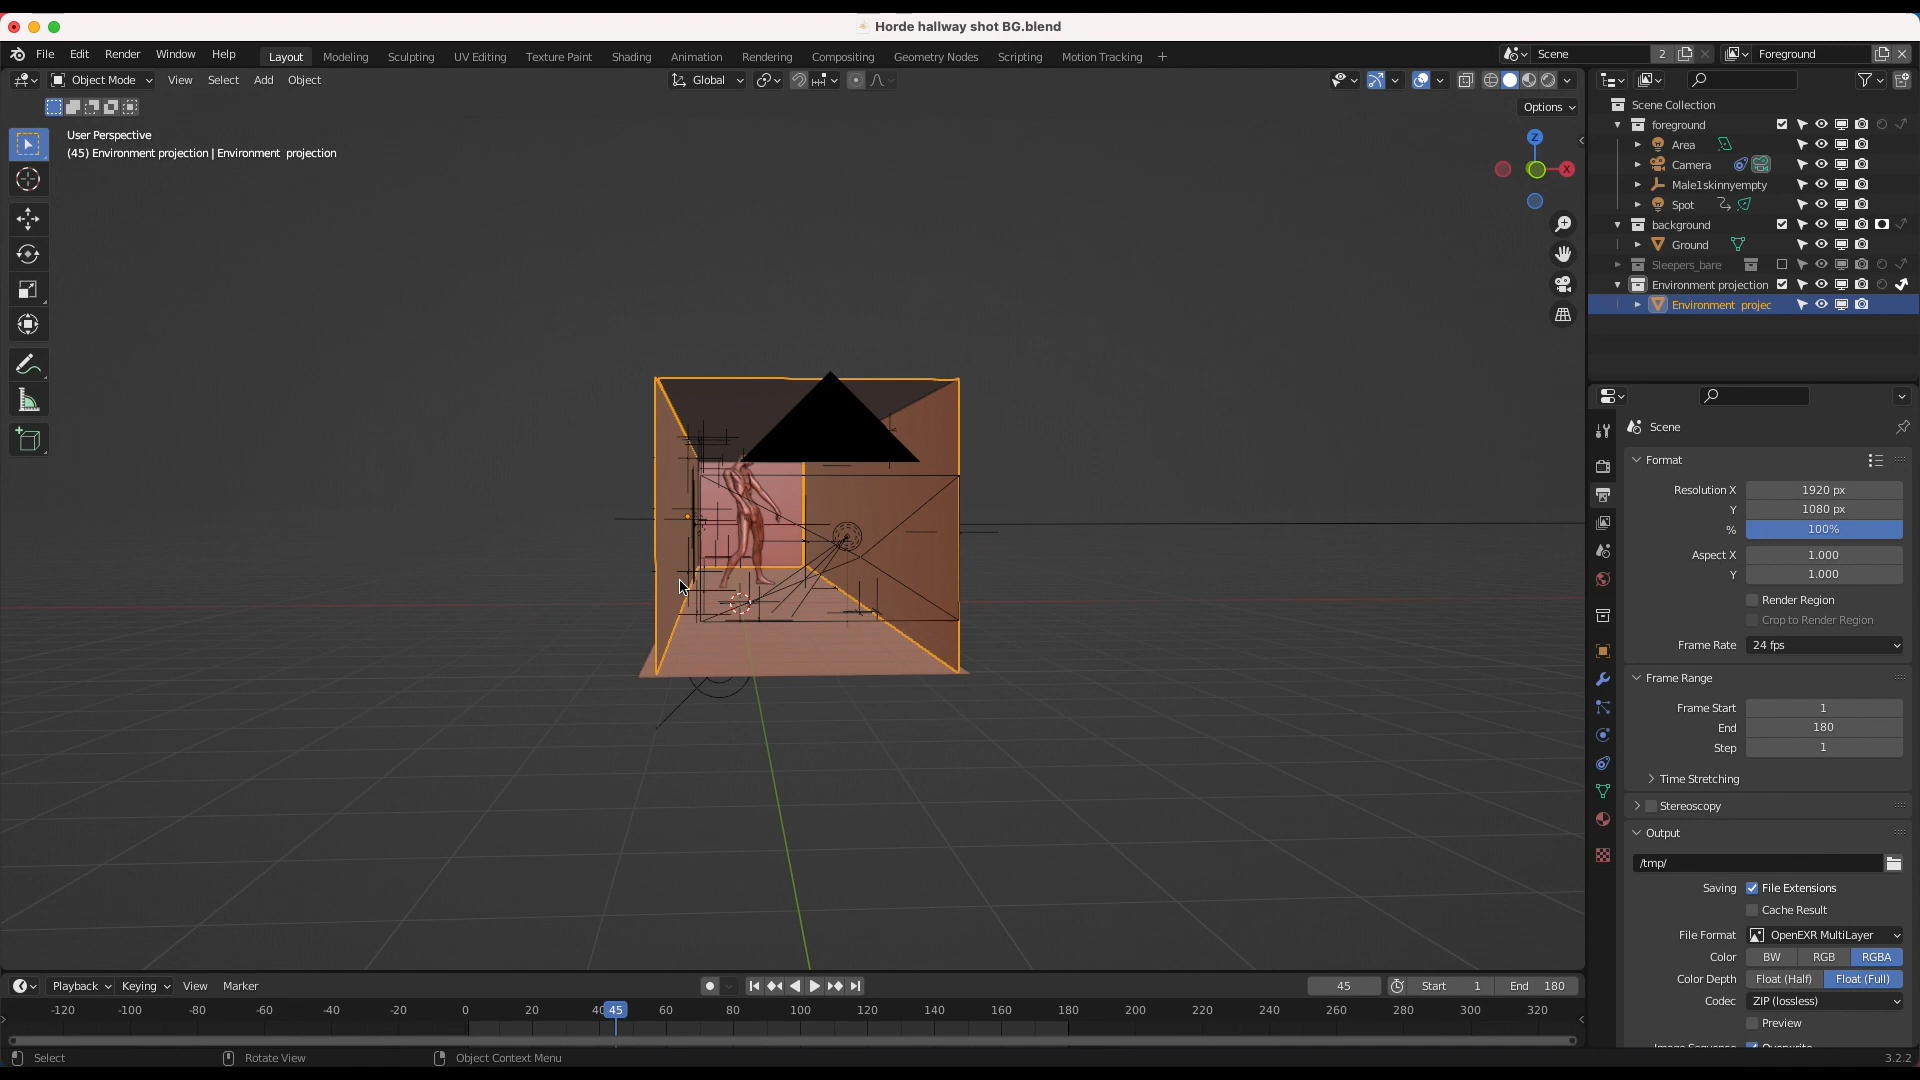 Horde hallway shot BG.blend
File Edit Render Window Help Layout Modeling Sculpting UV Editing Texture Paint Shading Animation Rendering Compositing Geometry Nodes Scripting Motion Tracking + Scene 2 Foreground
Object Mode View Select Add Object Global
Options
User Perspective
(45) Environment projection | Environment projection
Z
X
Scene Collection
foreground
Area
Camera
Male1skinnyempty
Spot
background
Ground
Sleepers_bare
Environment projection
Environment projec
Scene
Format
Resolution X 1920 px
Y 1080 px
% 100%
Aspect X 1.000
Y 1.000
Render Region
Crop to Render Region
Frame Rate 24 fps
Frame Range
Frame Start 1
End 180
Step 1
Time Stretching
Stereoscopy
Output
/tmp/
Saving File Extensions
Cache Result
File Format OpenEXR MultiLayer
Color BW RGB RGBA
Color Depth Float (Half) Float (Full)
Codec ZIP (lossless)
Preview
Playback Keying View Marker 45 Start 1 End 180
-120 -100 -80 -60 -40 -20 0 20 40 45 60 80 100 120 140 160 180 200 220 240 260 280 300 320
Select Rotate View Object Context Menu 3.2.2